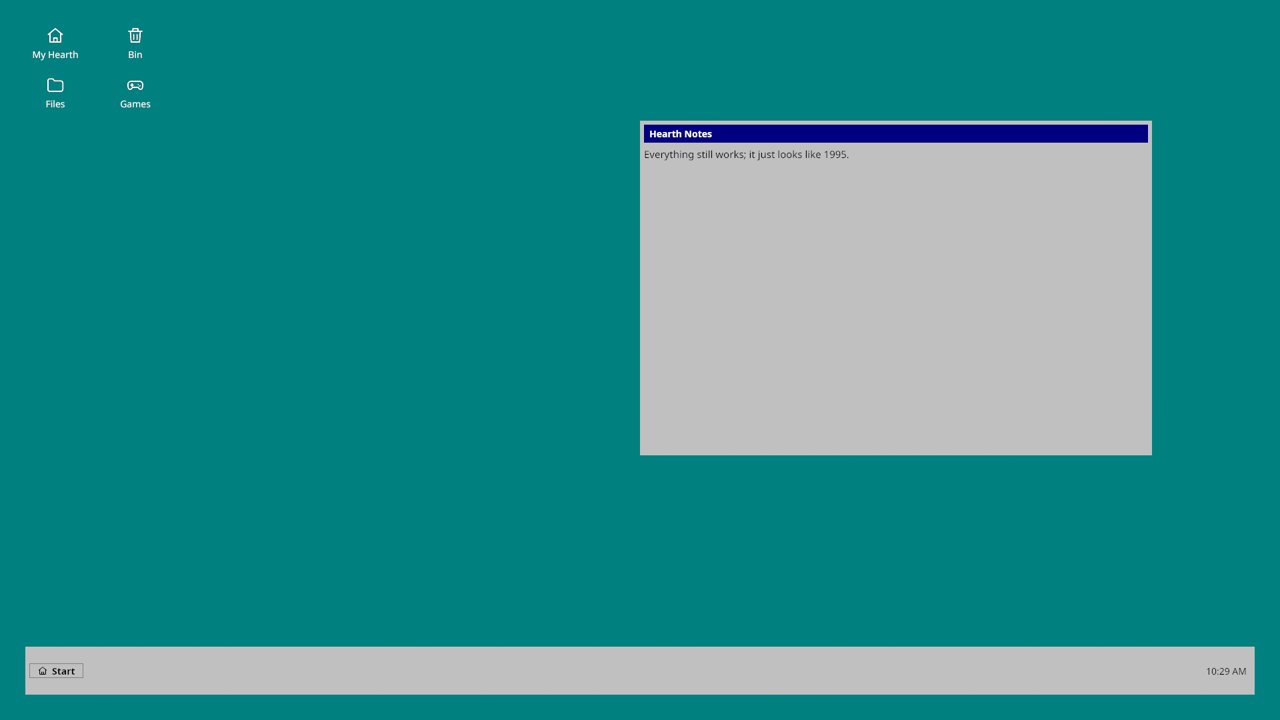 My Hearth
Bin
Files
Games
Hearth Notes
Everything still works; it just looks like 1995.
Start
10:29 AM